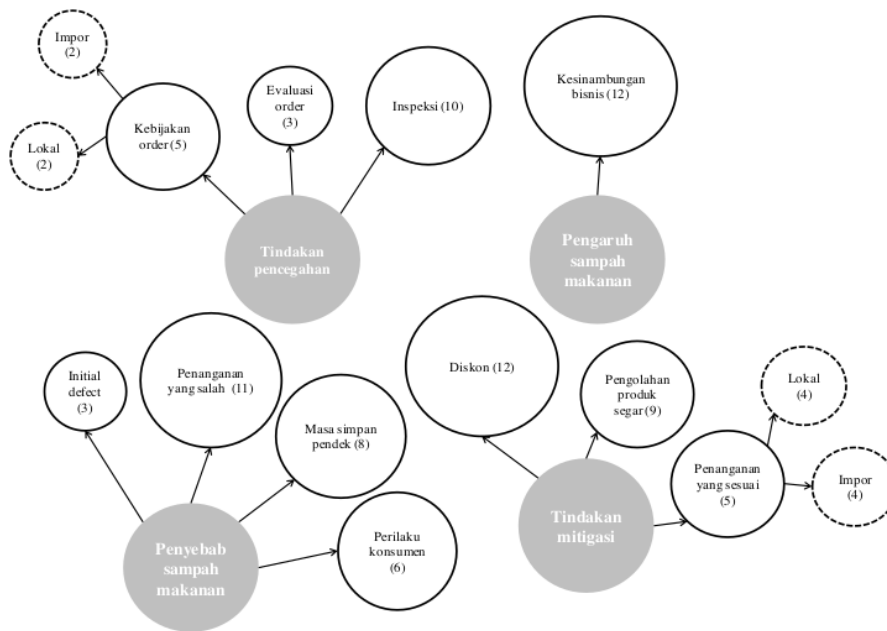 Impor
(2)
Lokal
(2)
Kebijakan
order (5)
Evaluasi
order
(3)
Inspeksi (10)
Tindakan
pencegahan
Kesinambungan
bisnis (12)
Pengaruh
sampah
makanan
Initial
defect
(3)
Penanganan
yang salah (11)
Masa simpan
pendek (8)
Perilaku
konsumen
(6)
Penyebab
sampah
makanan
Diskon (12)
Pengolahan
produk
segar (9)
Lokal
(4)
Penanganan
yang sesuai
(5)
Impor
(4)
Tindakan
mitigasi